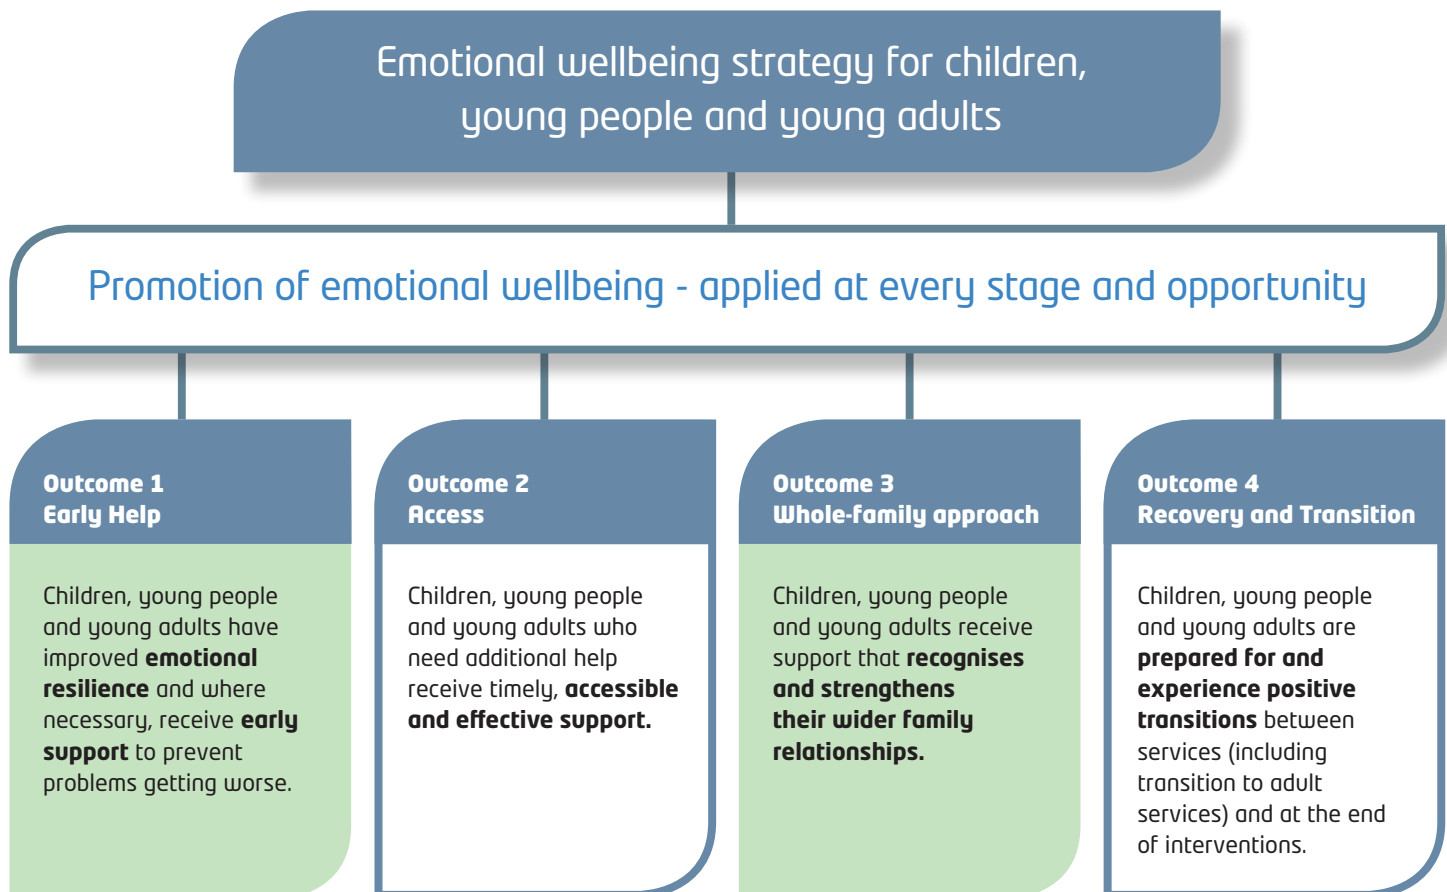 Emotional wellbeing strategy for children,
young people and young adults
Promotion of emotional wellbeing - applied at every stage and opportunity
Outcome 1
Early Help
Children, young people
and young adults have
improved emotional
resilience and where
necessary, receive early
support to prevent
problems getting worse.
Outcome 2
Access
Children, young people
and young adults who
need additional help
receive timely, accessible
and effective support.
Outcome 3
Whole-family approach
Children, young people
and young adults receive
support that recognises
and strengthens
their wider family
relationships.
Outcome 4
Recovery and Transition
Children, young people
and young adults are
prepared for and
experience positive
transitions between
services (including
transition to adult
services) and at the end
of interventions.